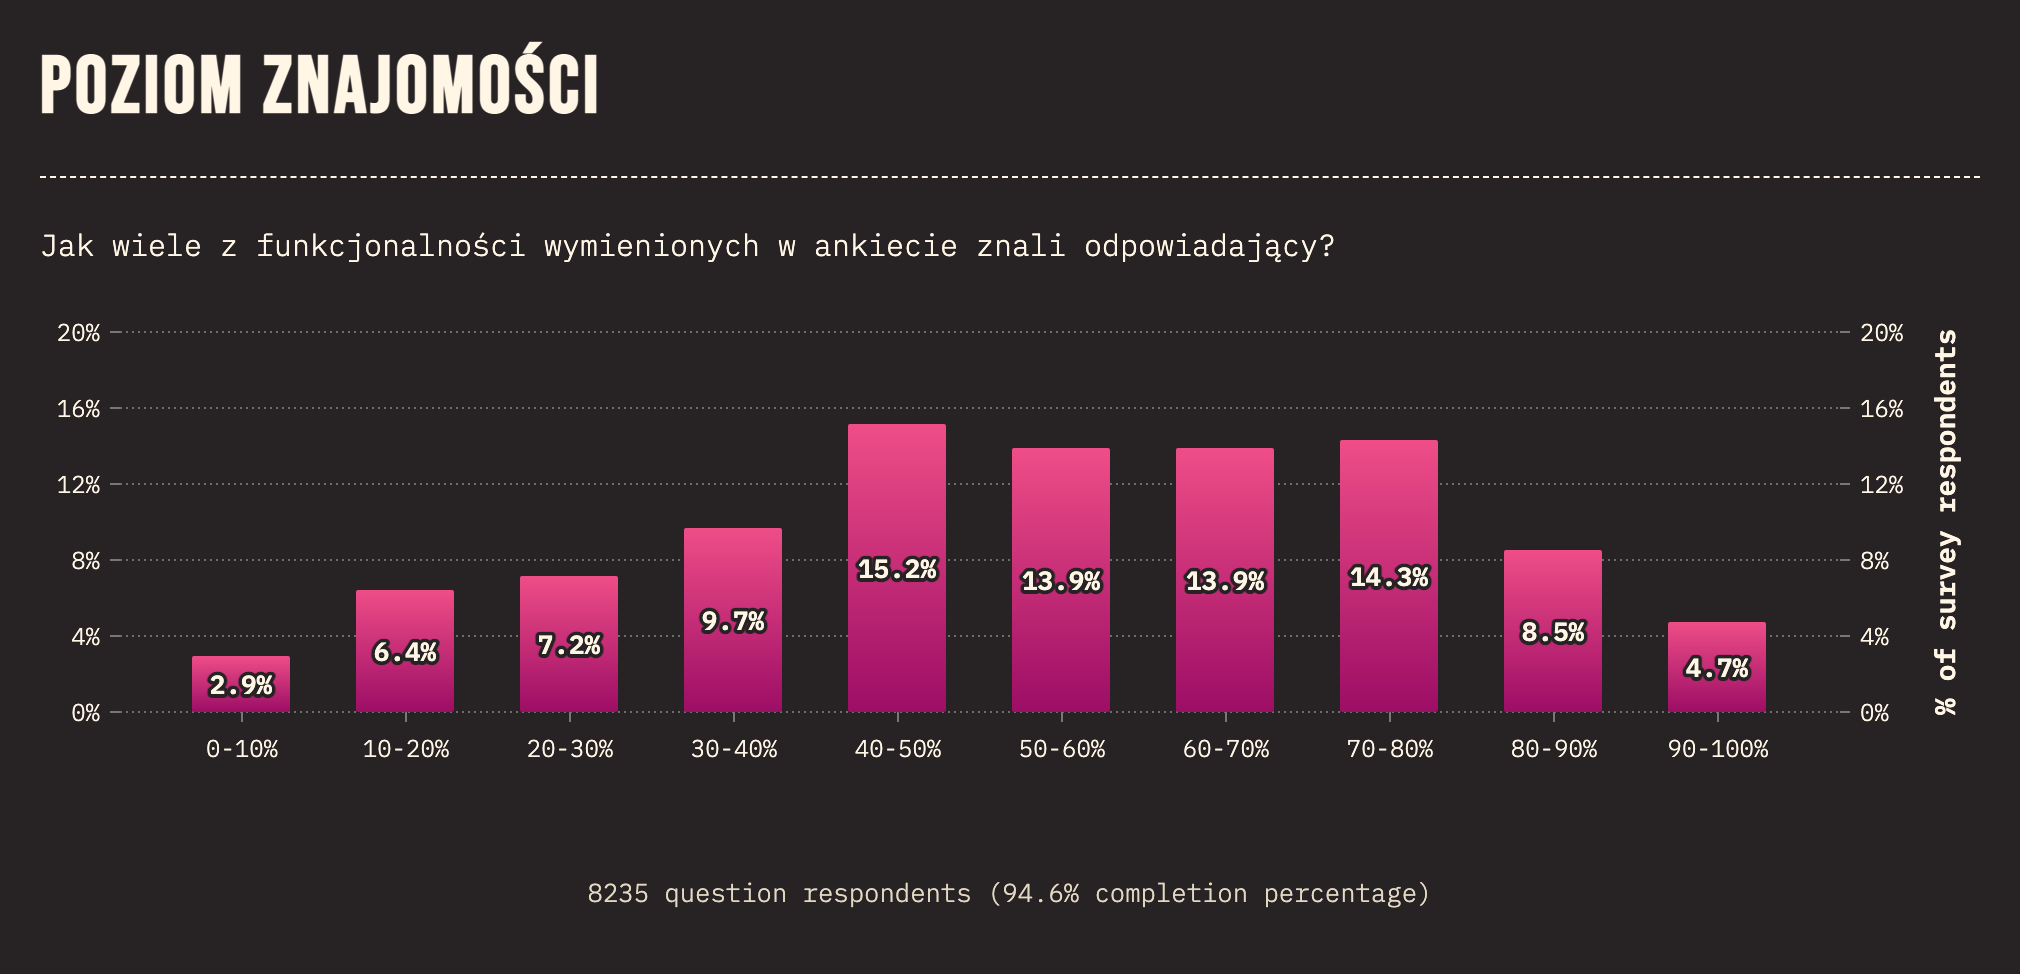 POZIOM ZNAJOMOŚCI
Jak wiele z funkcjonalności wymienionych w ankiecie znali odpowiadający?
20% 20%
16% 16%
12% 12%
8% 8%
4% 4%
0% 0%
% of survey respondents
2.9% 6.4% 7.2% 9.7% 15.2% 13.9% 13.9% 14.3% 8.5% 4.7%
0-10% 10-20% 20-30% 30-40% 40-50% 50-60% 60-70% 70-80% 80-90% 90-100%
8235 question respondents (94.6% completion percentage)